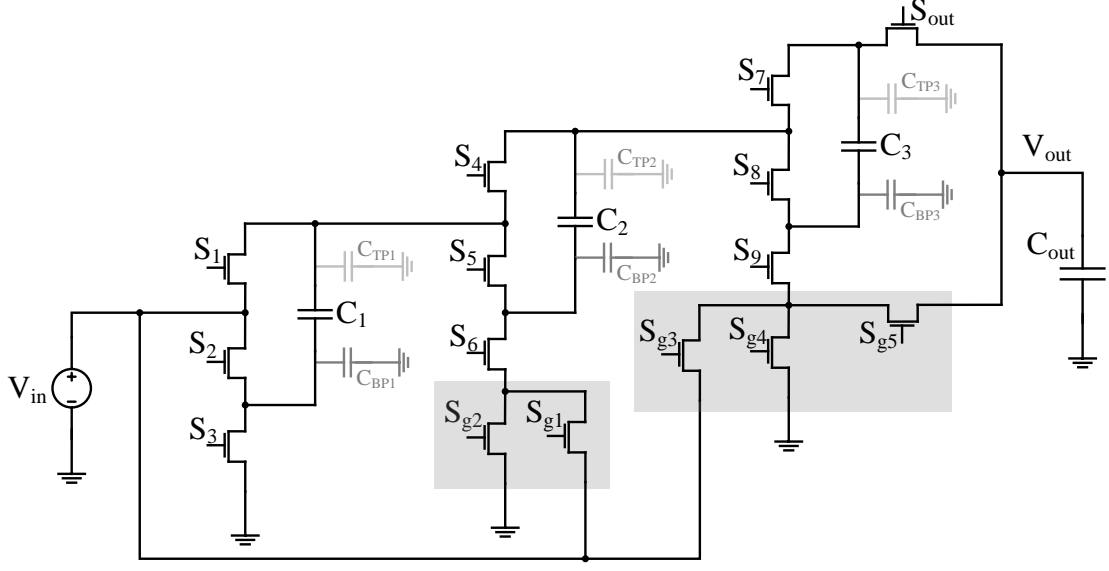 S_out
S_7
C_TP3
C_3
V_out
S_4
C_TP2
S_8
C_BP3
C_2
S_1
C_TP1
S_5
C_BP2
S_9
C_out
C_1
S_2
S_6
S_g3
S_g4
S_g5
V_in
C_BP1
S_3
S_g2
S_g1